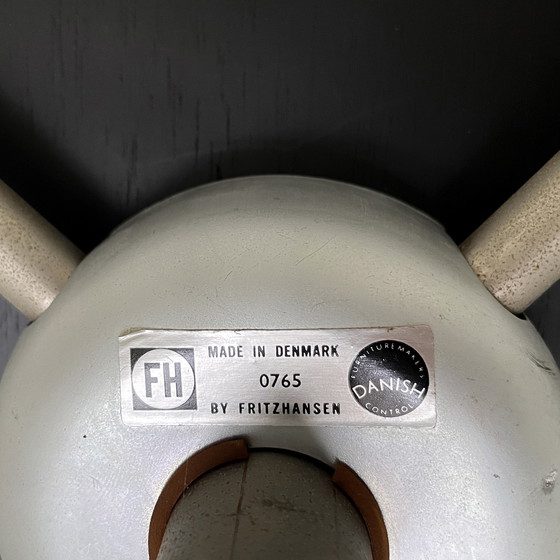 FH
MADE IN DENMARK
0765
BY FRITZHANSEN
FURNITUREMAKERS
DANISH
CONTROL